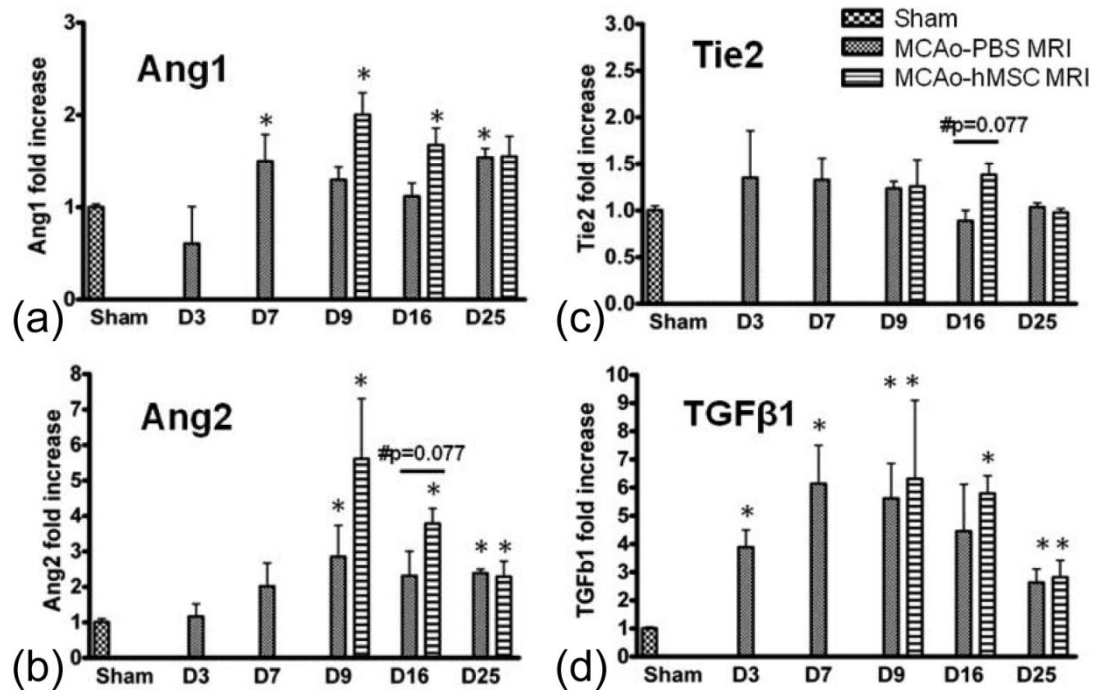 Ang1
Ang1 fold increase
3
2
1
0
*
*
*
*
Sham D3 D7 D9 D16 D25
(a)
Tie2
Tie2 fold increase
3.0
2.5
2.0
1.5
1.0
0.5
0.0
Sham
MCAo-PBS MRI
MCAo-hMSC MRI
#p=0.077
Sham D3 D7 D9 D16 D25
(c)
Ang2
Ang2 fold increase
8
7
6
5
4
3
2
1
0
*
*
#p=0.077
*
* *
Sham D3 D7 D9 D16 D25
(b)
TGFβ1
TGFb1 fold increase
10
9
8
7
6
5
4
3
2
1
0
*
*
* *
*
* *
Sham D3 D7 D9 D16 D25
(d)